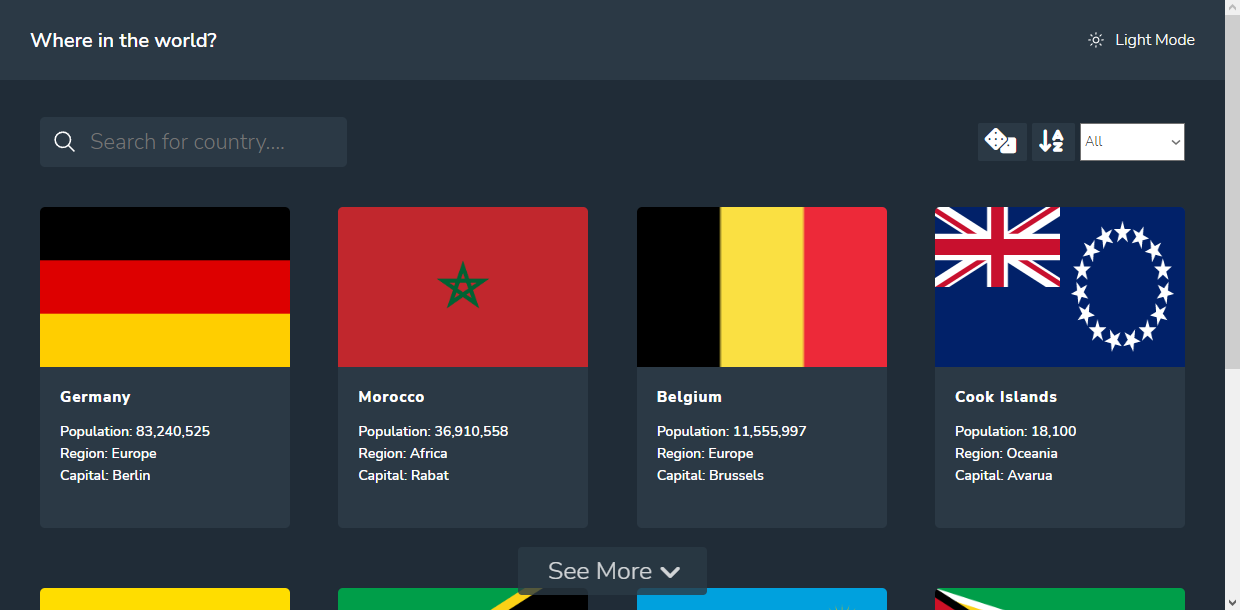 Where in the world?
Light Mode
Search for country....
A
Z
All
Germany
Population: 83,240,525
Region: Europe
Capital: Berlin
Morocco
Population: 36,910,558
Region: Africa
Capital: Rabat
Belgium
Population: 11,555,997
Region: Europe
Capital: Brussels
Cook Islands
Population: 18,100
Region: Oceania
Capital: Avarua
See More